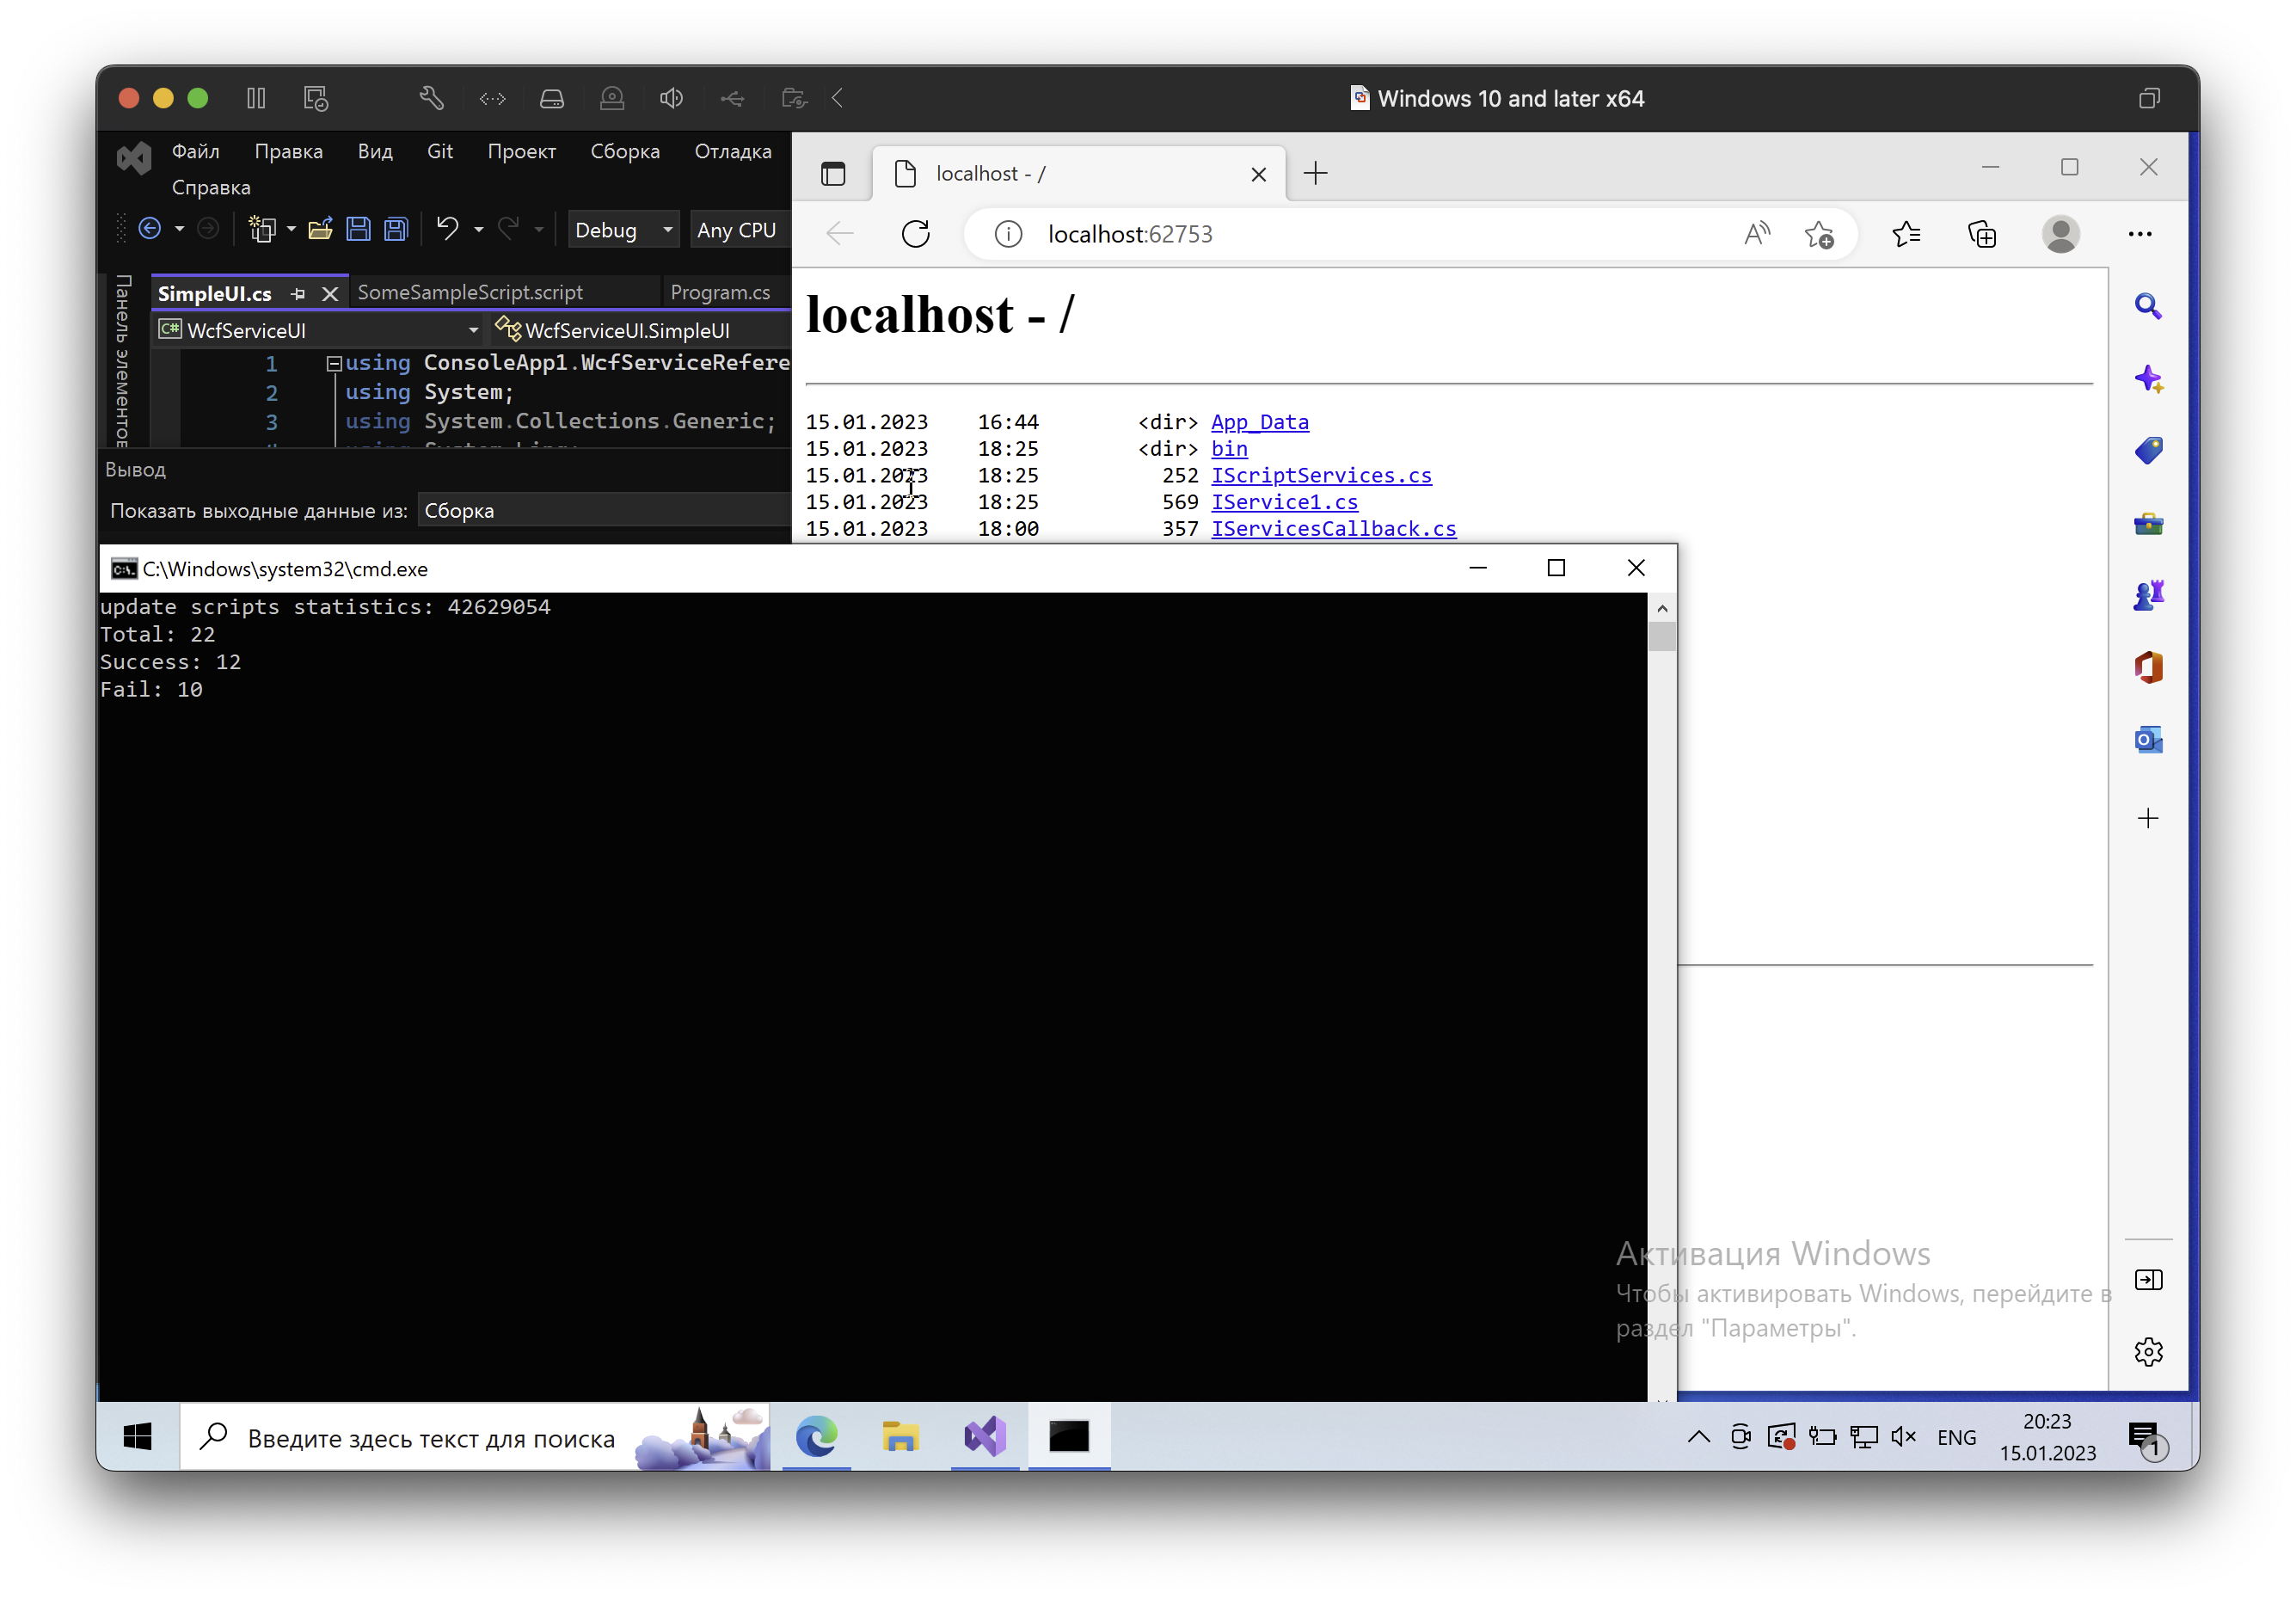 Windows 10 and later x64
Файл Правка Вид Git Проект Сборка Отладка
Справка
Debug Any CPU
Панель элементов
SimpleUI.cs SomeSampleScript.script Program.cs
C# WcfServiceUI WcfServiceUI.SimpleUI
1 using ConsoleApp1.WcfServiceRefere
2 using System;
3 using System.Collections.Generic;
Вывод
Показать выходные данные из: Сборка
localhost - /
localhost:62753
localhost - /
15.01.2023 16:44 <dir> App_Data
15.01.2023 18:25 <dir> bin
15.01.2023 18:25 252 IScriptServices.cs
15.01.2023 18:25 569 IService1.cs
15.01.2023 18:00 357 IServicesCallback.cs
C:\Windows\system32\cmd.exe
update scripts statistics: 42629054
Total: 22
Success: 12
Fail: 10
Активация Windows
Чтобы активировать Windows, перейдите в
раздел "Параметры".
Введите здесь текст для поиска
ENG
20:23
15.01.2023
1